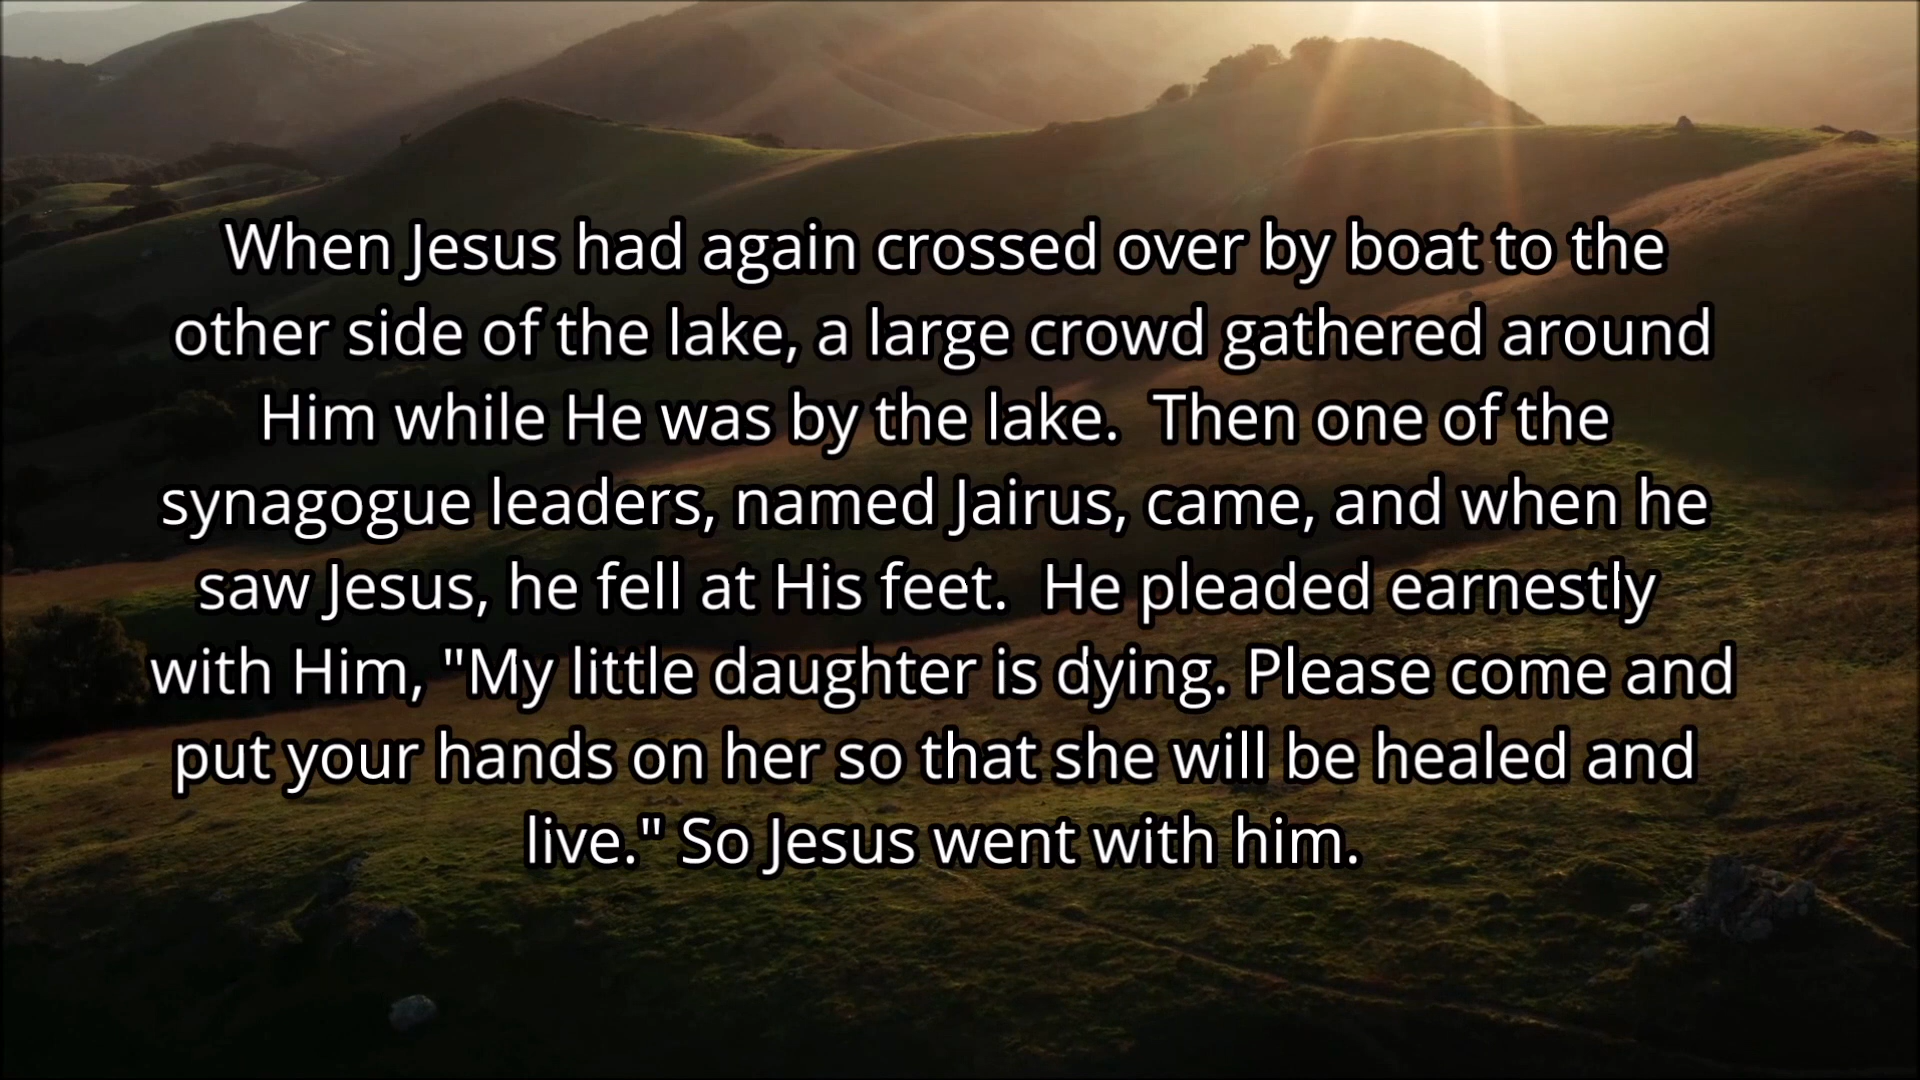 When Jesus had again crossed over by boat to the
other side of the lake, a large crowd gathered around
Him while He was by the lake.  Then one of the
synagogue leaders, named Jairus, came, and when he
saw Jesus, he fell at His feet.  He pleaded earnestly
with Him, "My little daughter is dying. Please come and
put your hands on her so that she will be healed and
live." So Jesus went with him.